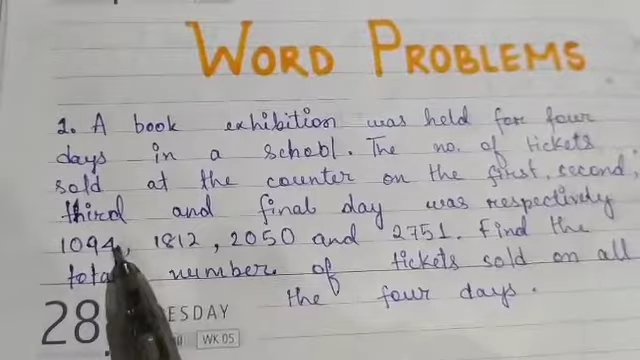 WORD PROBLEMS
1. A book exhibition was held for four
days in a school. The no. of tickets
sold at the counter on the first, second,
third and final day was respectively
1094, 1812, 2050 and 2751. Find the
number of tickets sold on all
the four days.
28
WK 05